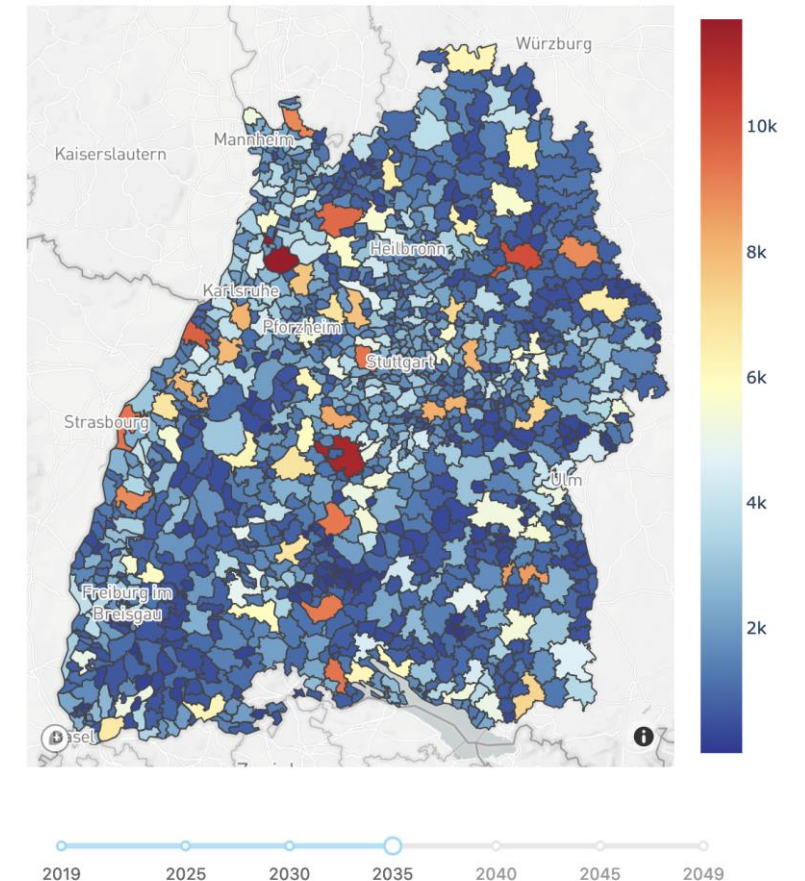 Würzburg
Mannheim
Kaiserslautern
10k
Heilbronn
8k
Karlsruhe
Pforzheim
Stuttgart
6k
Strasbourg
Ulm
4k
Freiburg im
Breisgau
2k
2019 2025 2030 2035 2040 2045 2049